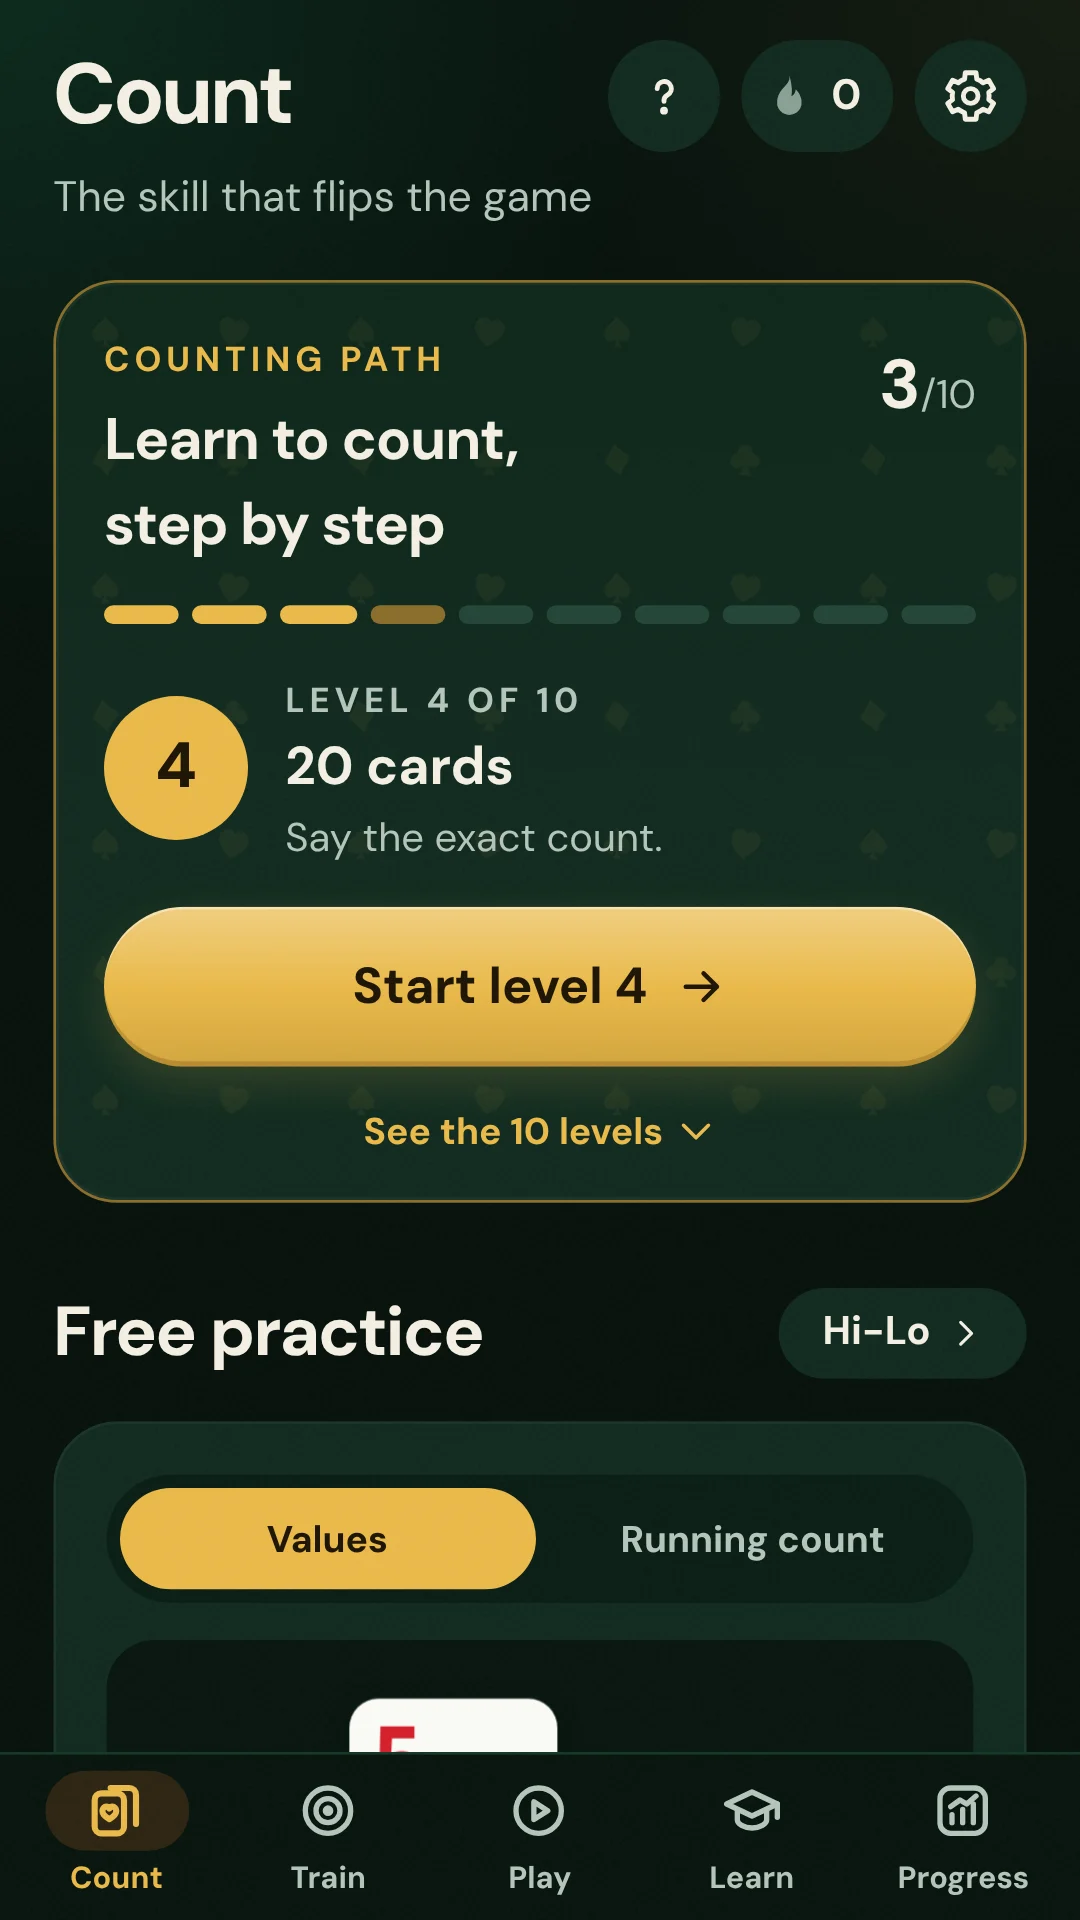 Count
?
0
The skill that flips the game
COUNTING PATH
3/10
Learn to count,
step by step
LEVEL 4 OF 10
4
20 cards
Say the exact count.
Start level 4 →
See the 10 levels
Free practice
Hi-Lo
Values
Running count
5
Count
Train
Play
Learn
Progress